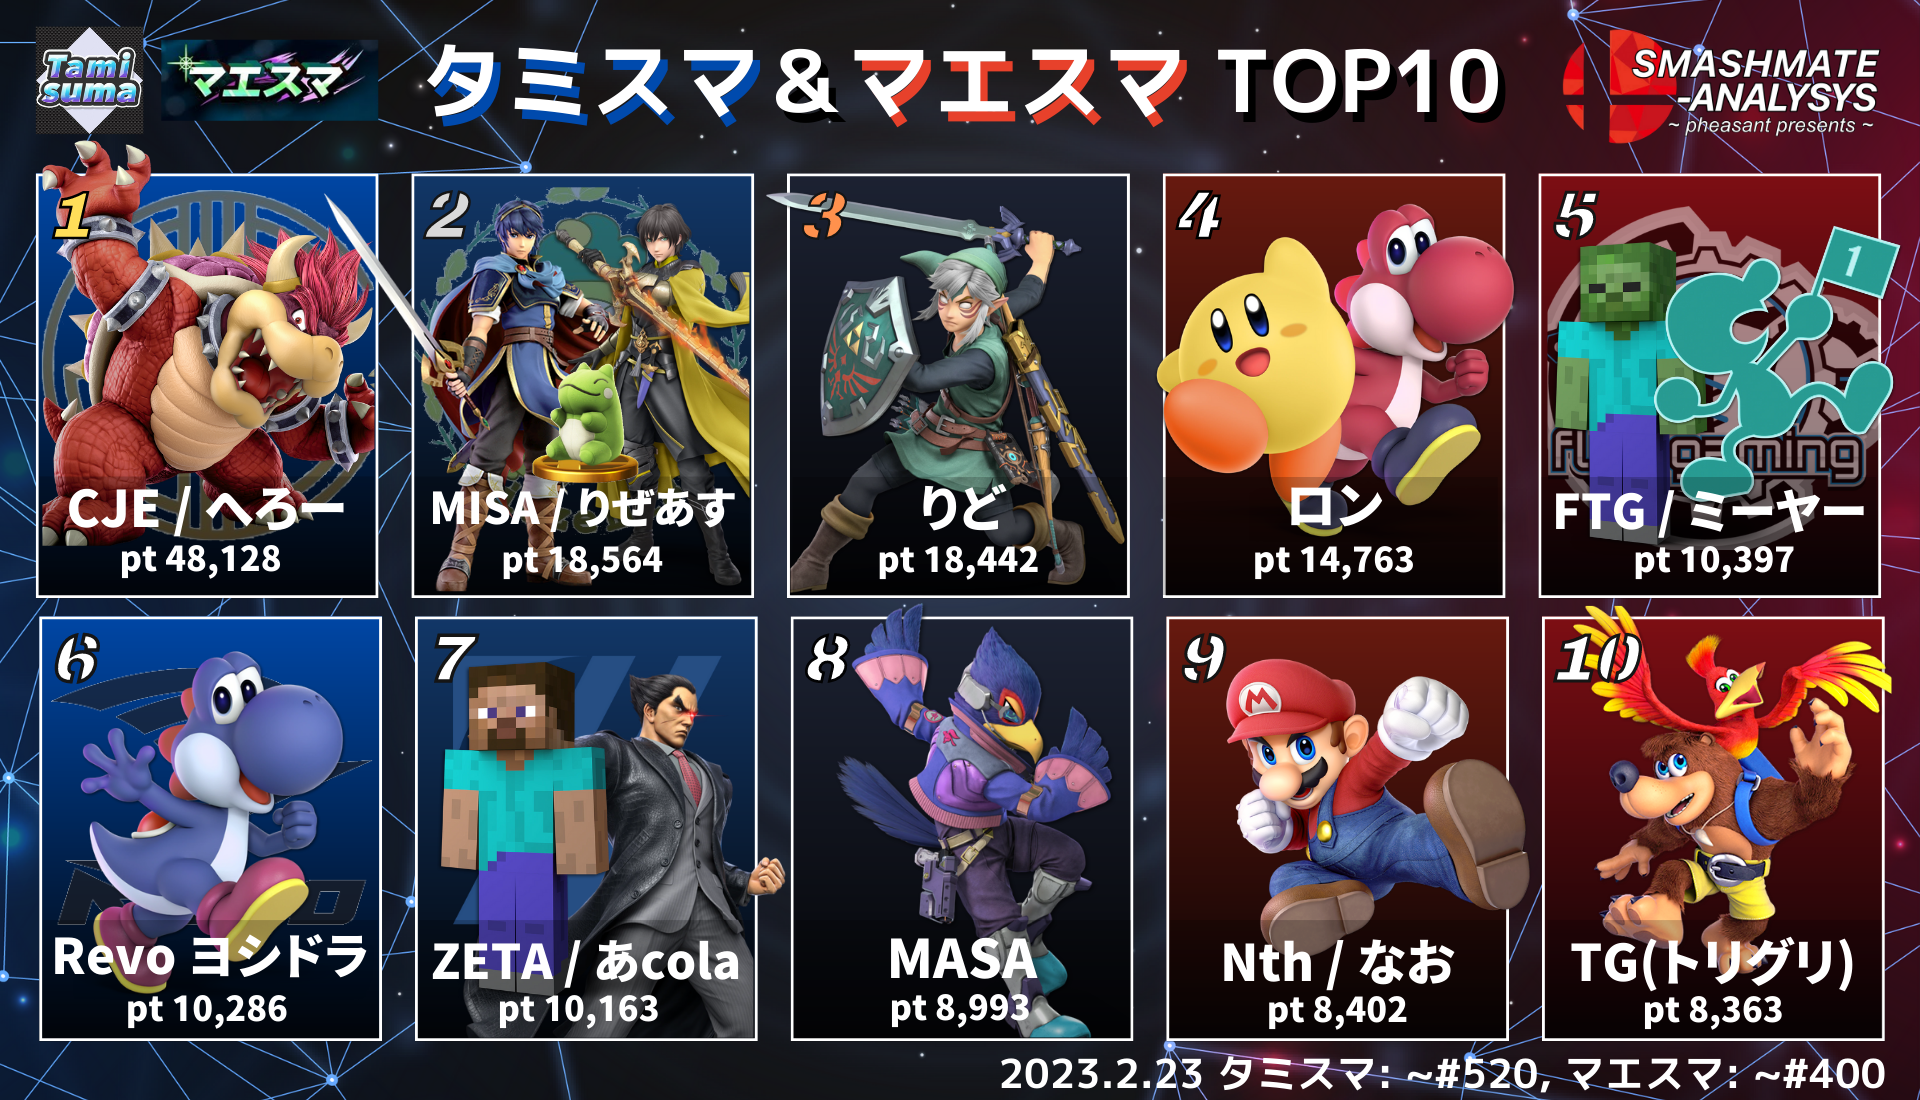 Tami
suma
マエスマ
タミスマ&マエスマ TOP10
SMASHMATE
-ANALYSYS
~ pheasant presents ~
1
CJE / へろー
pt 48,128
2
MISA / りぜあす
pt 18,564
3
りど
pt 18,442
4
ロン
pt 14,763
5
1
FTG / ミーヤー
pt 10,397
6
Revo ヨシドラ
pt 10,286
7
ZETA / あcola
pt 10,163
8
MASA
pt 8,993
9
M
Nth / なお
pt 8,402
10
TG(トリグリ)
pt 8,363
2023.2.23 タミスマ: ~#520, マエスマ: ~#400